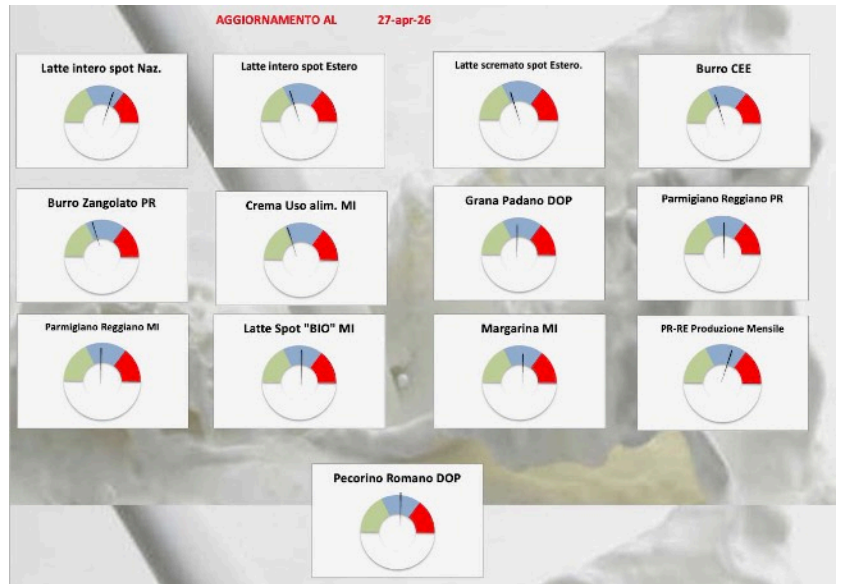 AGGIORNAMENTO AL 27-apr-26
Latte intero spot Naz.
Latte intero spot Estero
Latte scremato spot Estero.
Burro CEE
Burro Zangolato PR
Crema Uso alim. MI
Grana Padano DOP
Parmigiano Reggiano PR
Parmigiano Reggiano MI
Latte Spot "BIO" MI
Margarina MI
PR-RE Produzione Mensile
Pecorino Romano DOP